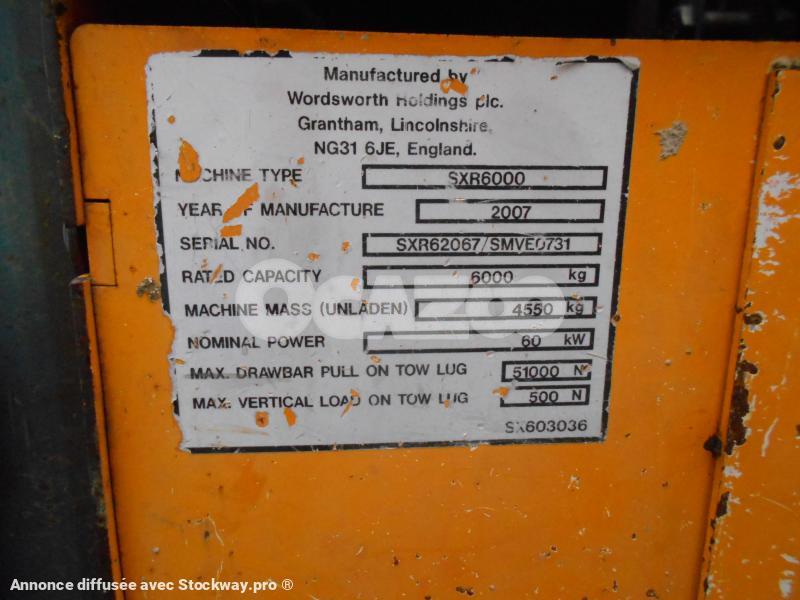 Manufactured by
Wordsworth Holdings plc.
Grantham, Lincolnshire,
NG31 6JE, England.
MACHINE TYPE SXR6000
YEAR OF MANUFACTURE 2007
SERIAL NO. SXR62067/SMVE0731
RATED CAPACITY 6000 kg
MACHINE MASS (UNLADEN) 4550 kg
NOMINAL POWER 60 kW
MAX. DRAWBAR PULL ON TOW LUG 51000 N
MAX. VERTICAL LOAD ON TOW LUG 500 N
SX603036
OCAZOO
Annonce diffusée avec Stockway.pro ®